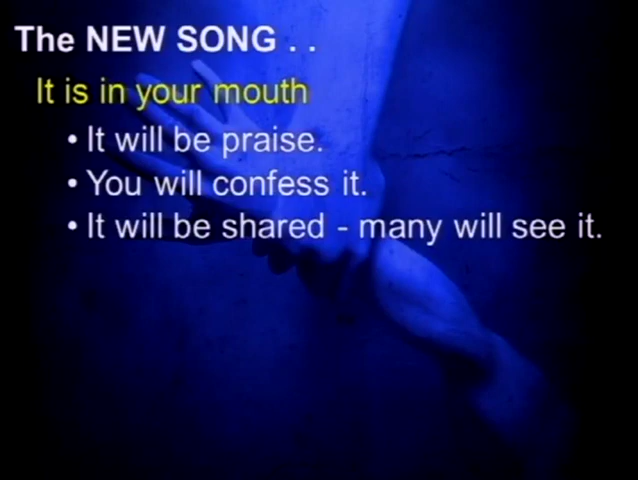 The NEW SONG . .
It is in your mouth
• It will be praise.
• You will confess it.
• It will be shared - many will see it.